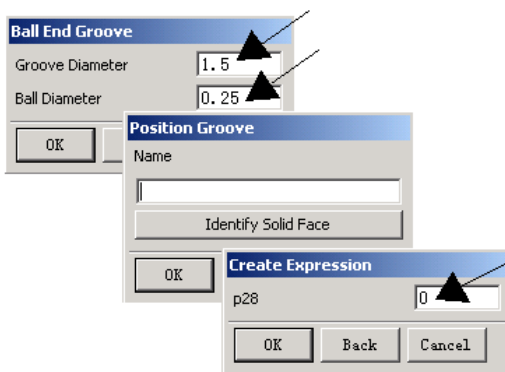 Ball End Groove
Groove Diameter 1.5
Ball Diameter 0.25
OK
Position Groove
Name
Identify Solid Face
OK
Create Expression
p28 0
OK Back Cancel